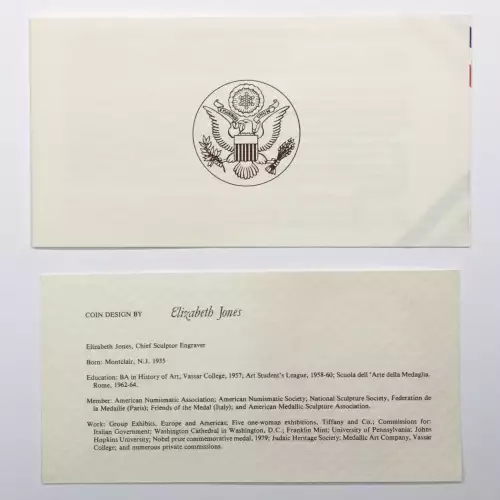 COIN DESIGN BY Elizabeth Jones
Elizabeth Jones, Chief Sculptor Engraver
Born: Montclair, N.J. 1935
Education: BA in History of Art, Vassar College, 1957; Art Student's League, 1958-60; Scuola dell'Arte della Medaglia.
Rome, 1962-64.
Member: American Numismatic Association; American Numismatic Society; National Sculpture Society, Federation de
la Medaille (Paris); Friends of the Medal (Italy); and American Medallic Sculpture Association.
Work: Group Exhibits, Europe and American; Five one-woman exhibitions, Tiffany and Co.; Commissions for:
Italian Government; Washington Cathedral in Washington, D.C.; Franklin Mint; University of Pennsylvania: Johns
Hopkins University; Nobel prize commemorative medal, 1979; Judaic Heritage Society; Medallic Art Company, Vassar
College; and numerous private commissions.